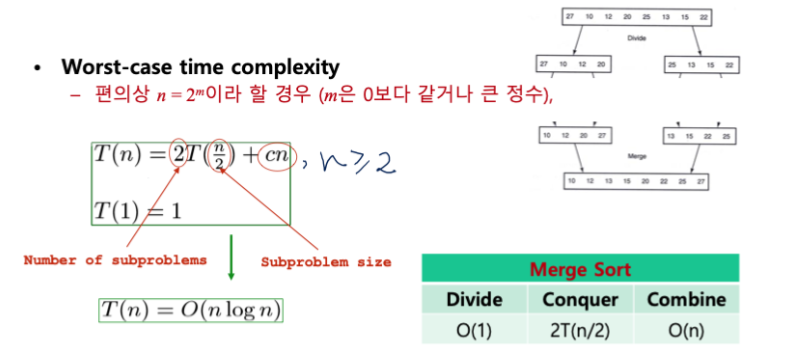 27 10 12 20 25 13 15 22
Divide
27 10 12 20
25 13 15 22
10 12 20 27
13 15 22 25
Merge
10 12 13 15 20 22 25 27
• Worst-case time complexity
– 편의상 n = 2^m이라 할 경우 (m은 0보다 같거나 큰 정수),
T(n) = 2T(n/2) + cn, n ≥ 2
T(1) = 1
Number of subproblems
Subproblem size
T(n) = O(n log n)
Merge Sort
Divide Conquer Combine
O(1) 2T(n/2) O(n)